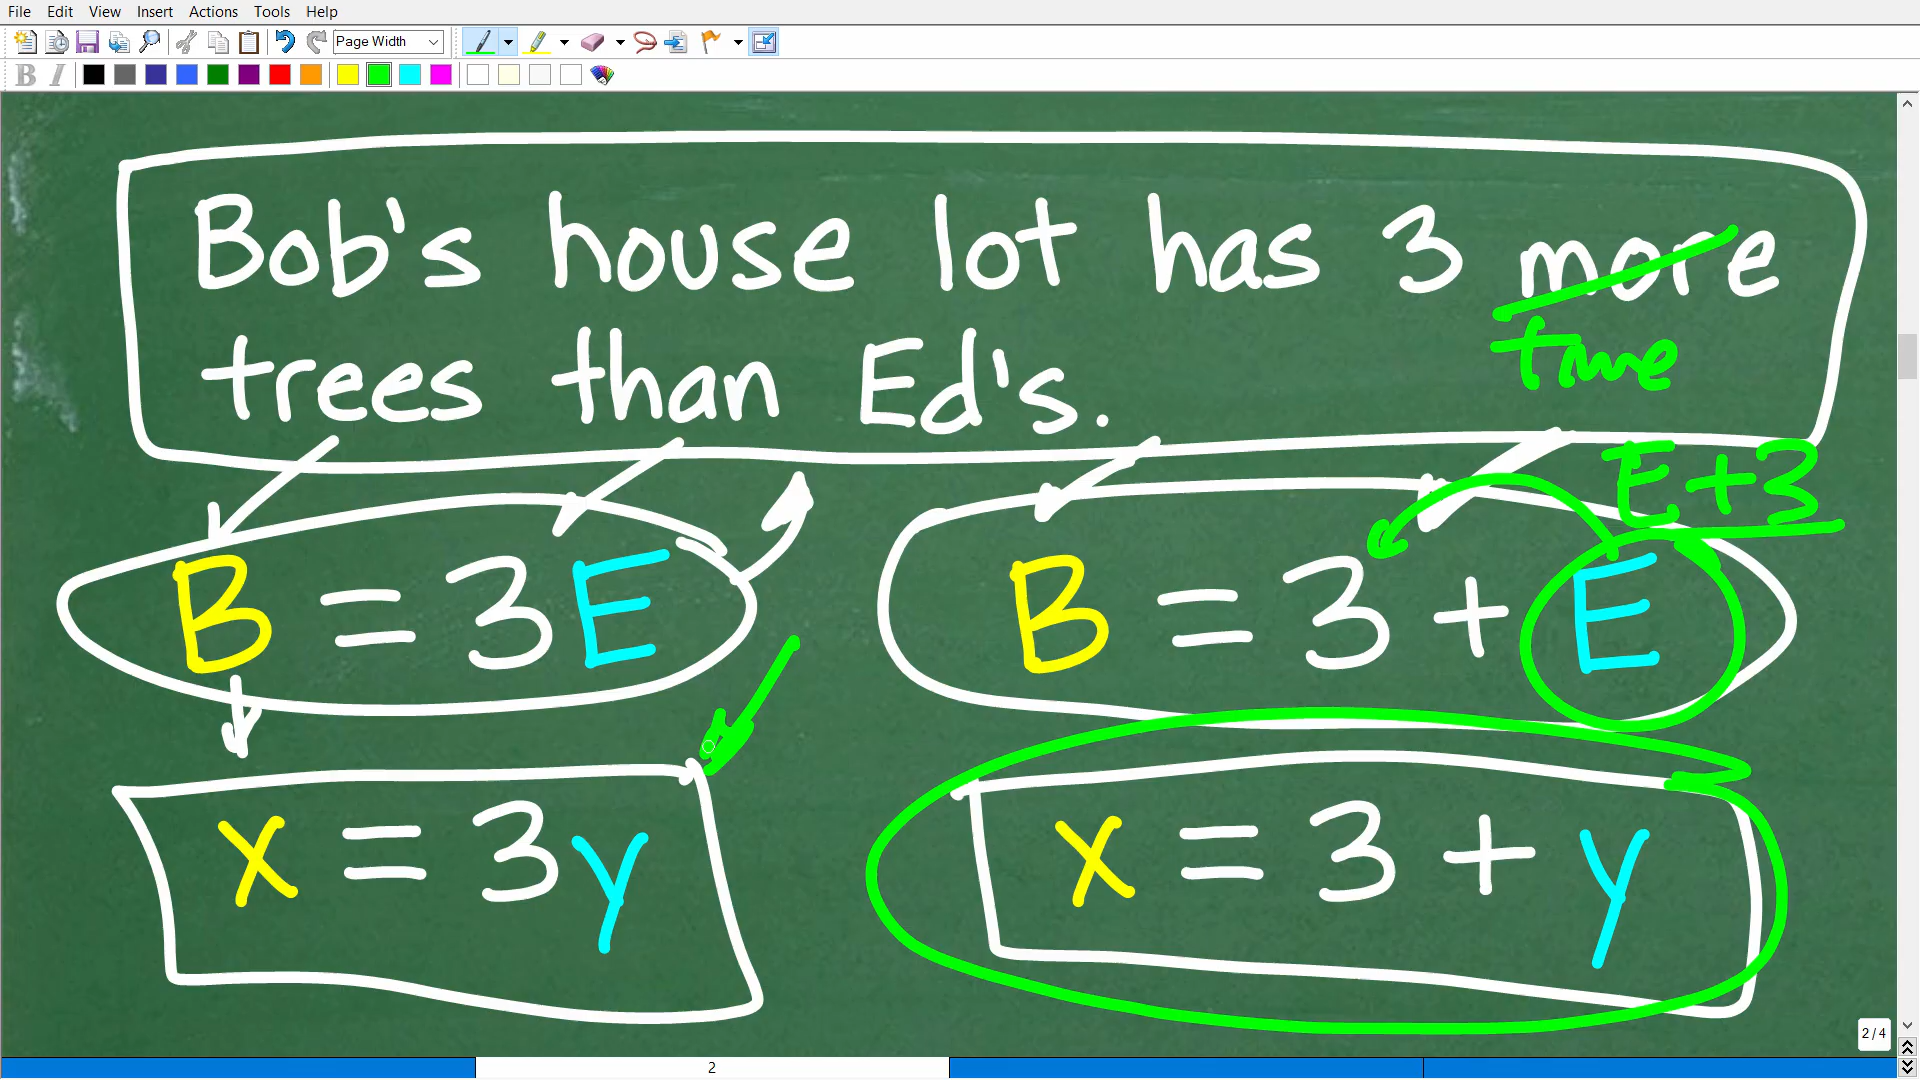 File Edit View Insert Actions Tools Help
Page Width
B I
Bob's house lot has 3 more
time
trees than Ed's.
E+3
B = 3E
B = 3 + E
x = 3y
x = 3 + y
2 / 4
2